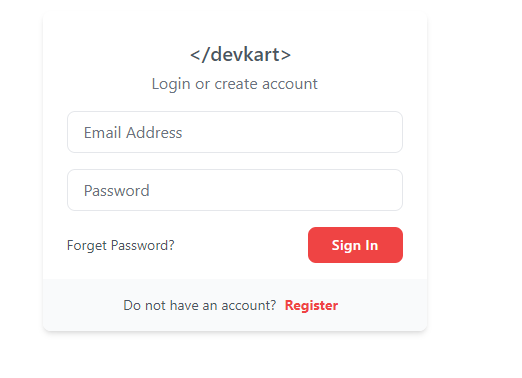 </devkart>
Login or create account
Email Address
Password
Forget Password? Sign In
Do not have an account? Register